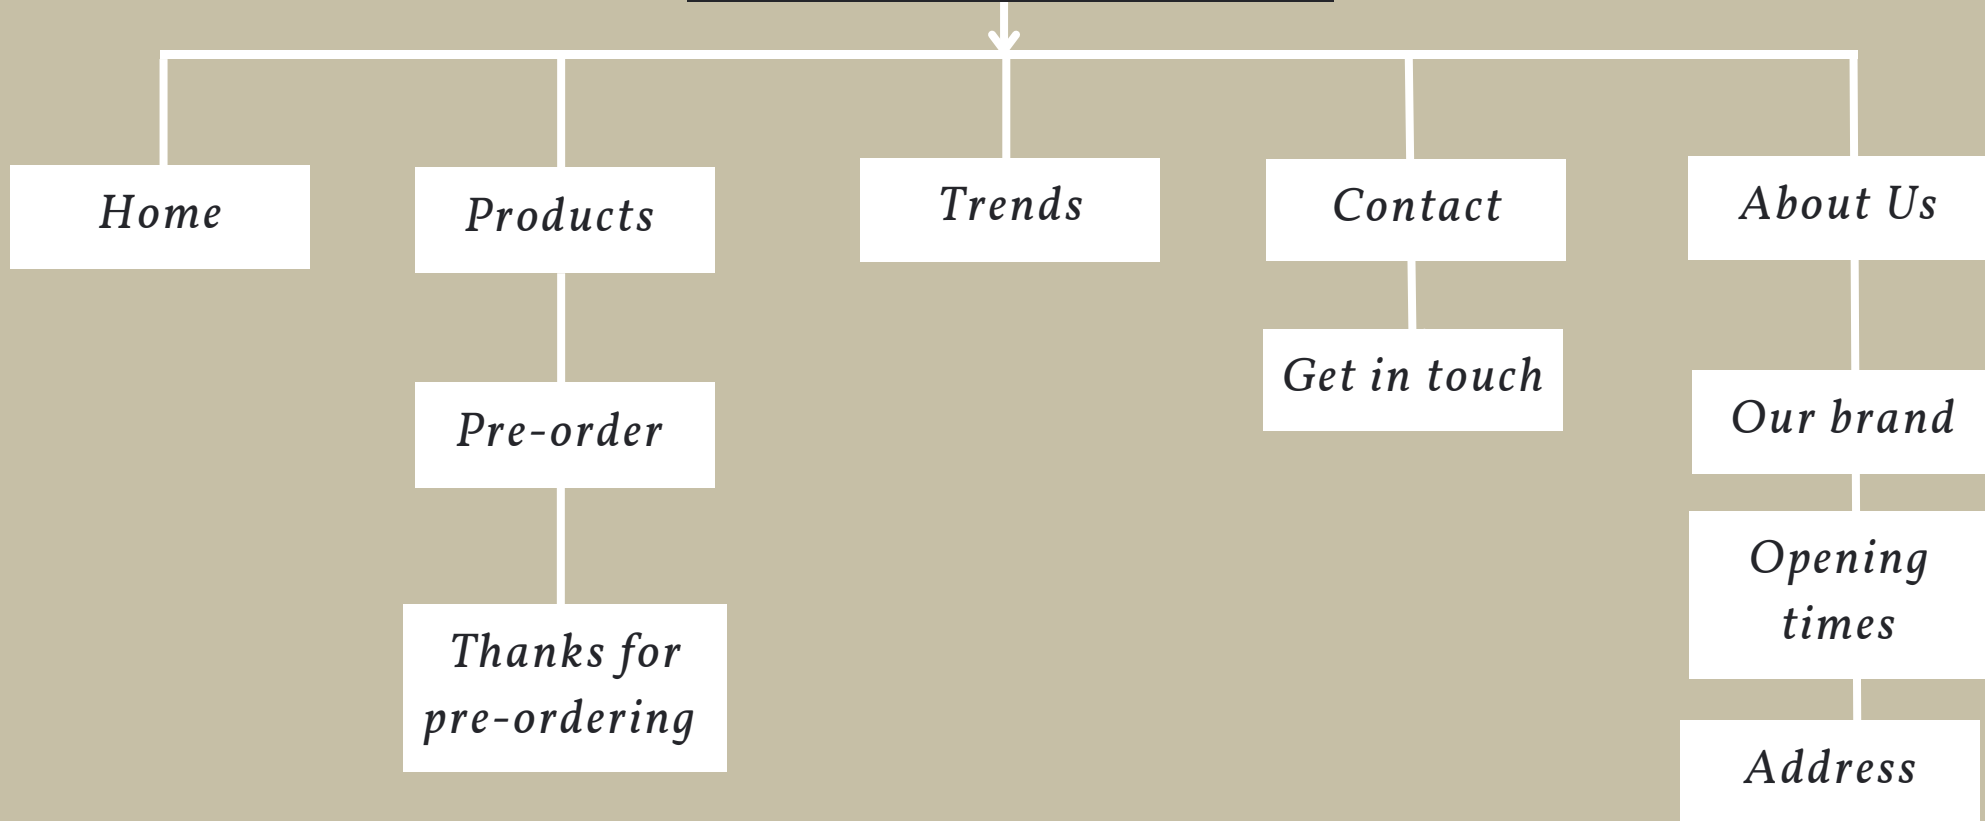 Home
Products
Trends
Contact
About Us
Get in touch
Pre-order
Our brand
Opening
times
Thanks for
pre-ordering
Address